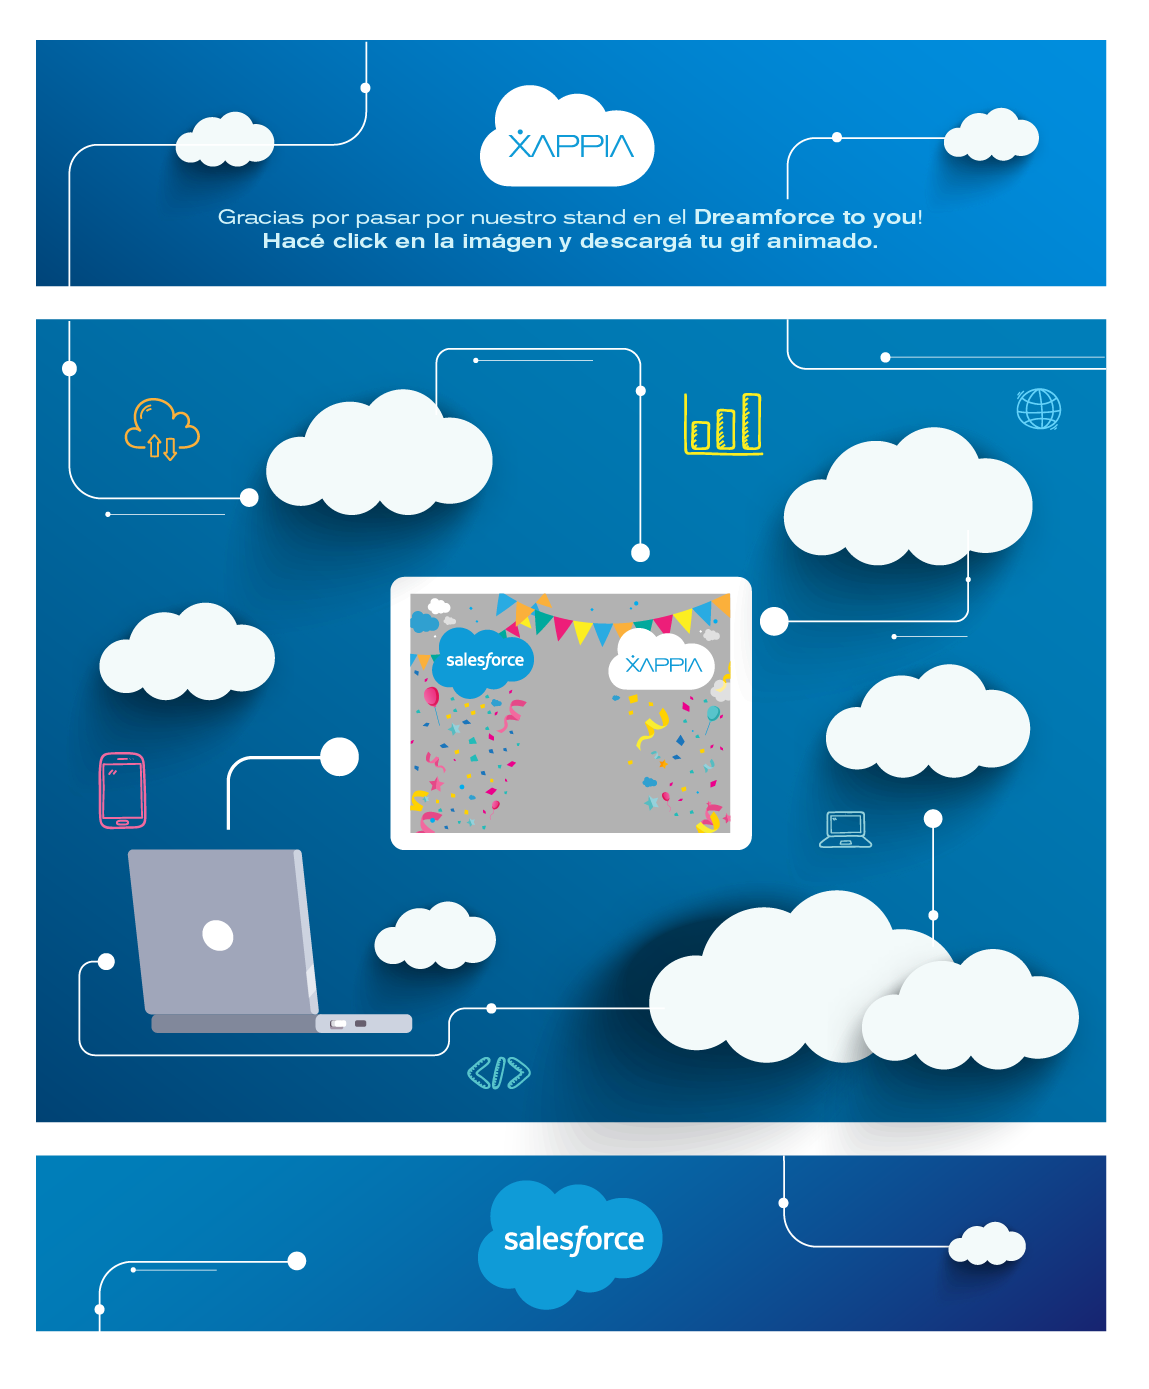 XAPPIA
Gracias por pasar por nuestro stand en el Dreamforce to you!
Hacé click en la imágen y descargá tu gif animado.
salesforce
XAPPIA
</>
salesforce